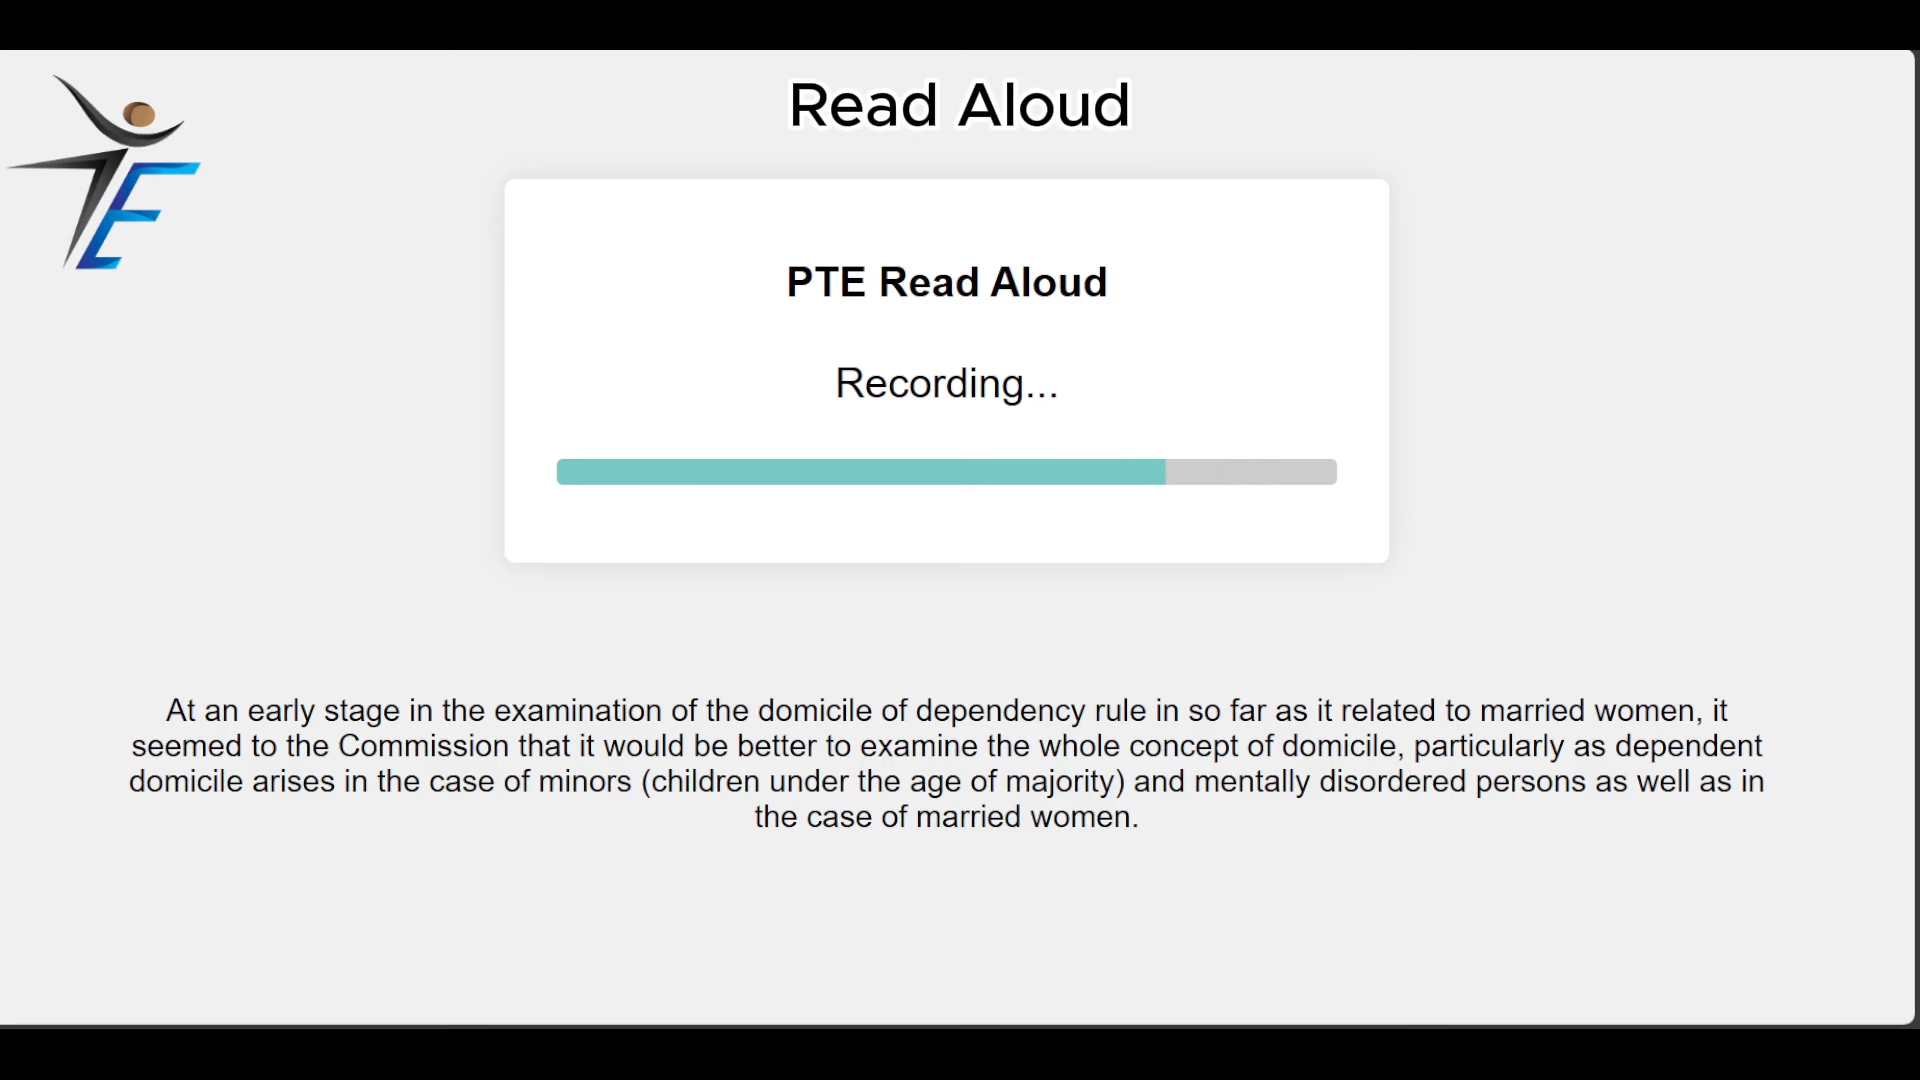 Read Aloud
PTE Read Aloud
Recording...
At an early stage in the examination of the domicile of dependency rule in so far as it related to married women, it
seemed to the Commission that it would be better to examine the whole concept of domicile, particularly as dependent
domicile arises in the case of minors (children under the age of majority) and mentally disordered persons as well as in
the case of married women.